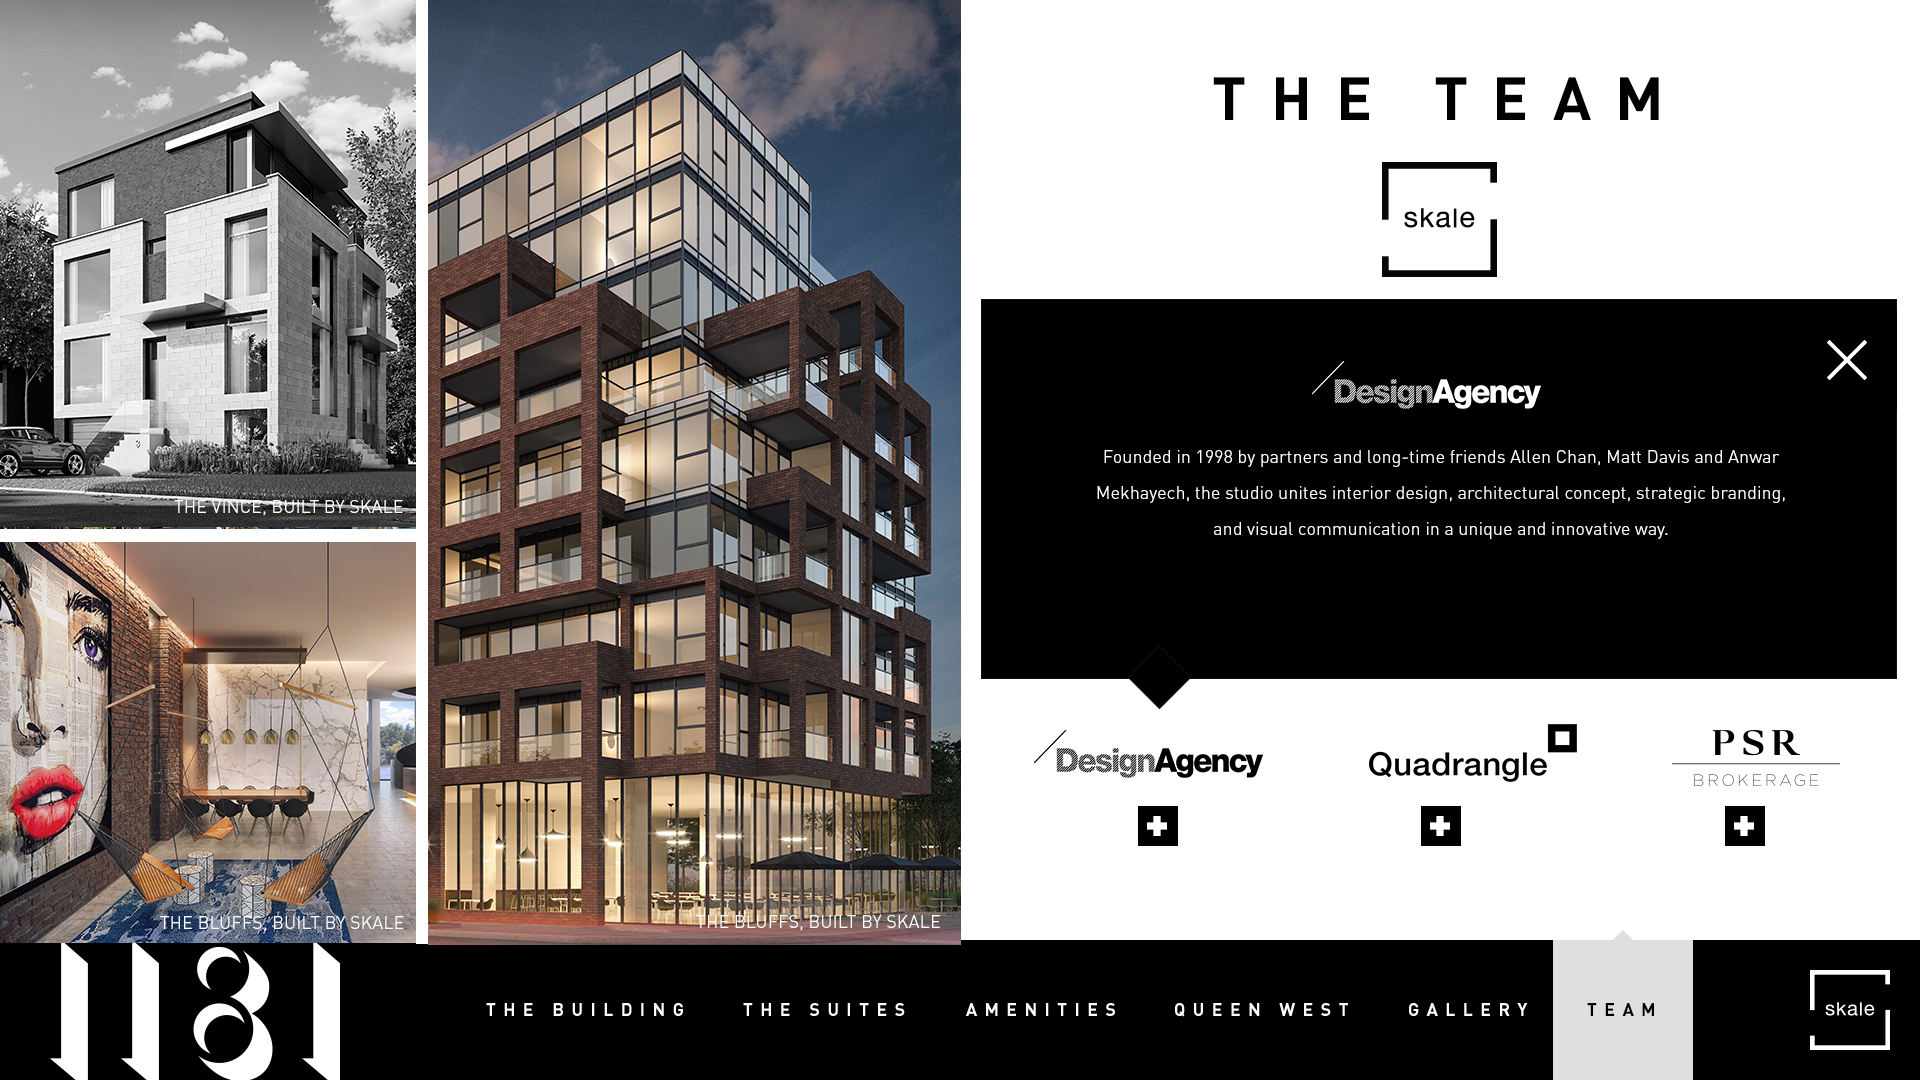 THE VINCE, BUILT BY SKALE
THE BLUFFS, BUILT BY SKALE
THE BLUFFS, BUILT BY SKALE
THE TEAM
skale
DesignAgency
Founded in 1998 by partners and long-time friends Allen Chan, Matt Davis and Anwar
Mekhayech, the studio unites interior design, architectural concept, strategic branding,
and visual communication in a unique and innovative way.
DesignAgency
Quadrangle
PSR
BROKERAGE
1181
THE BUILDING
THE SUITES
AMENITIES
QUEEN WEST
GALLERY
TEAM
skale